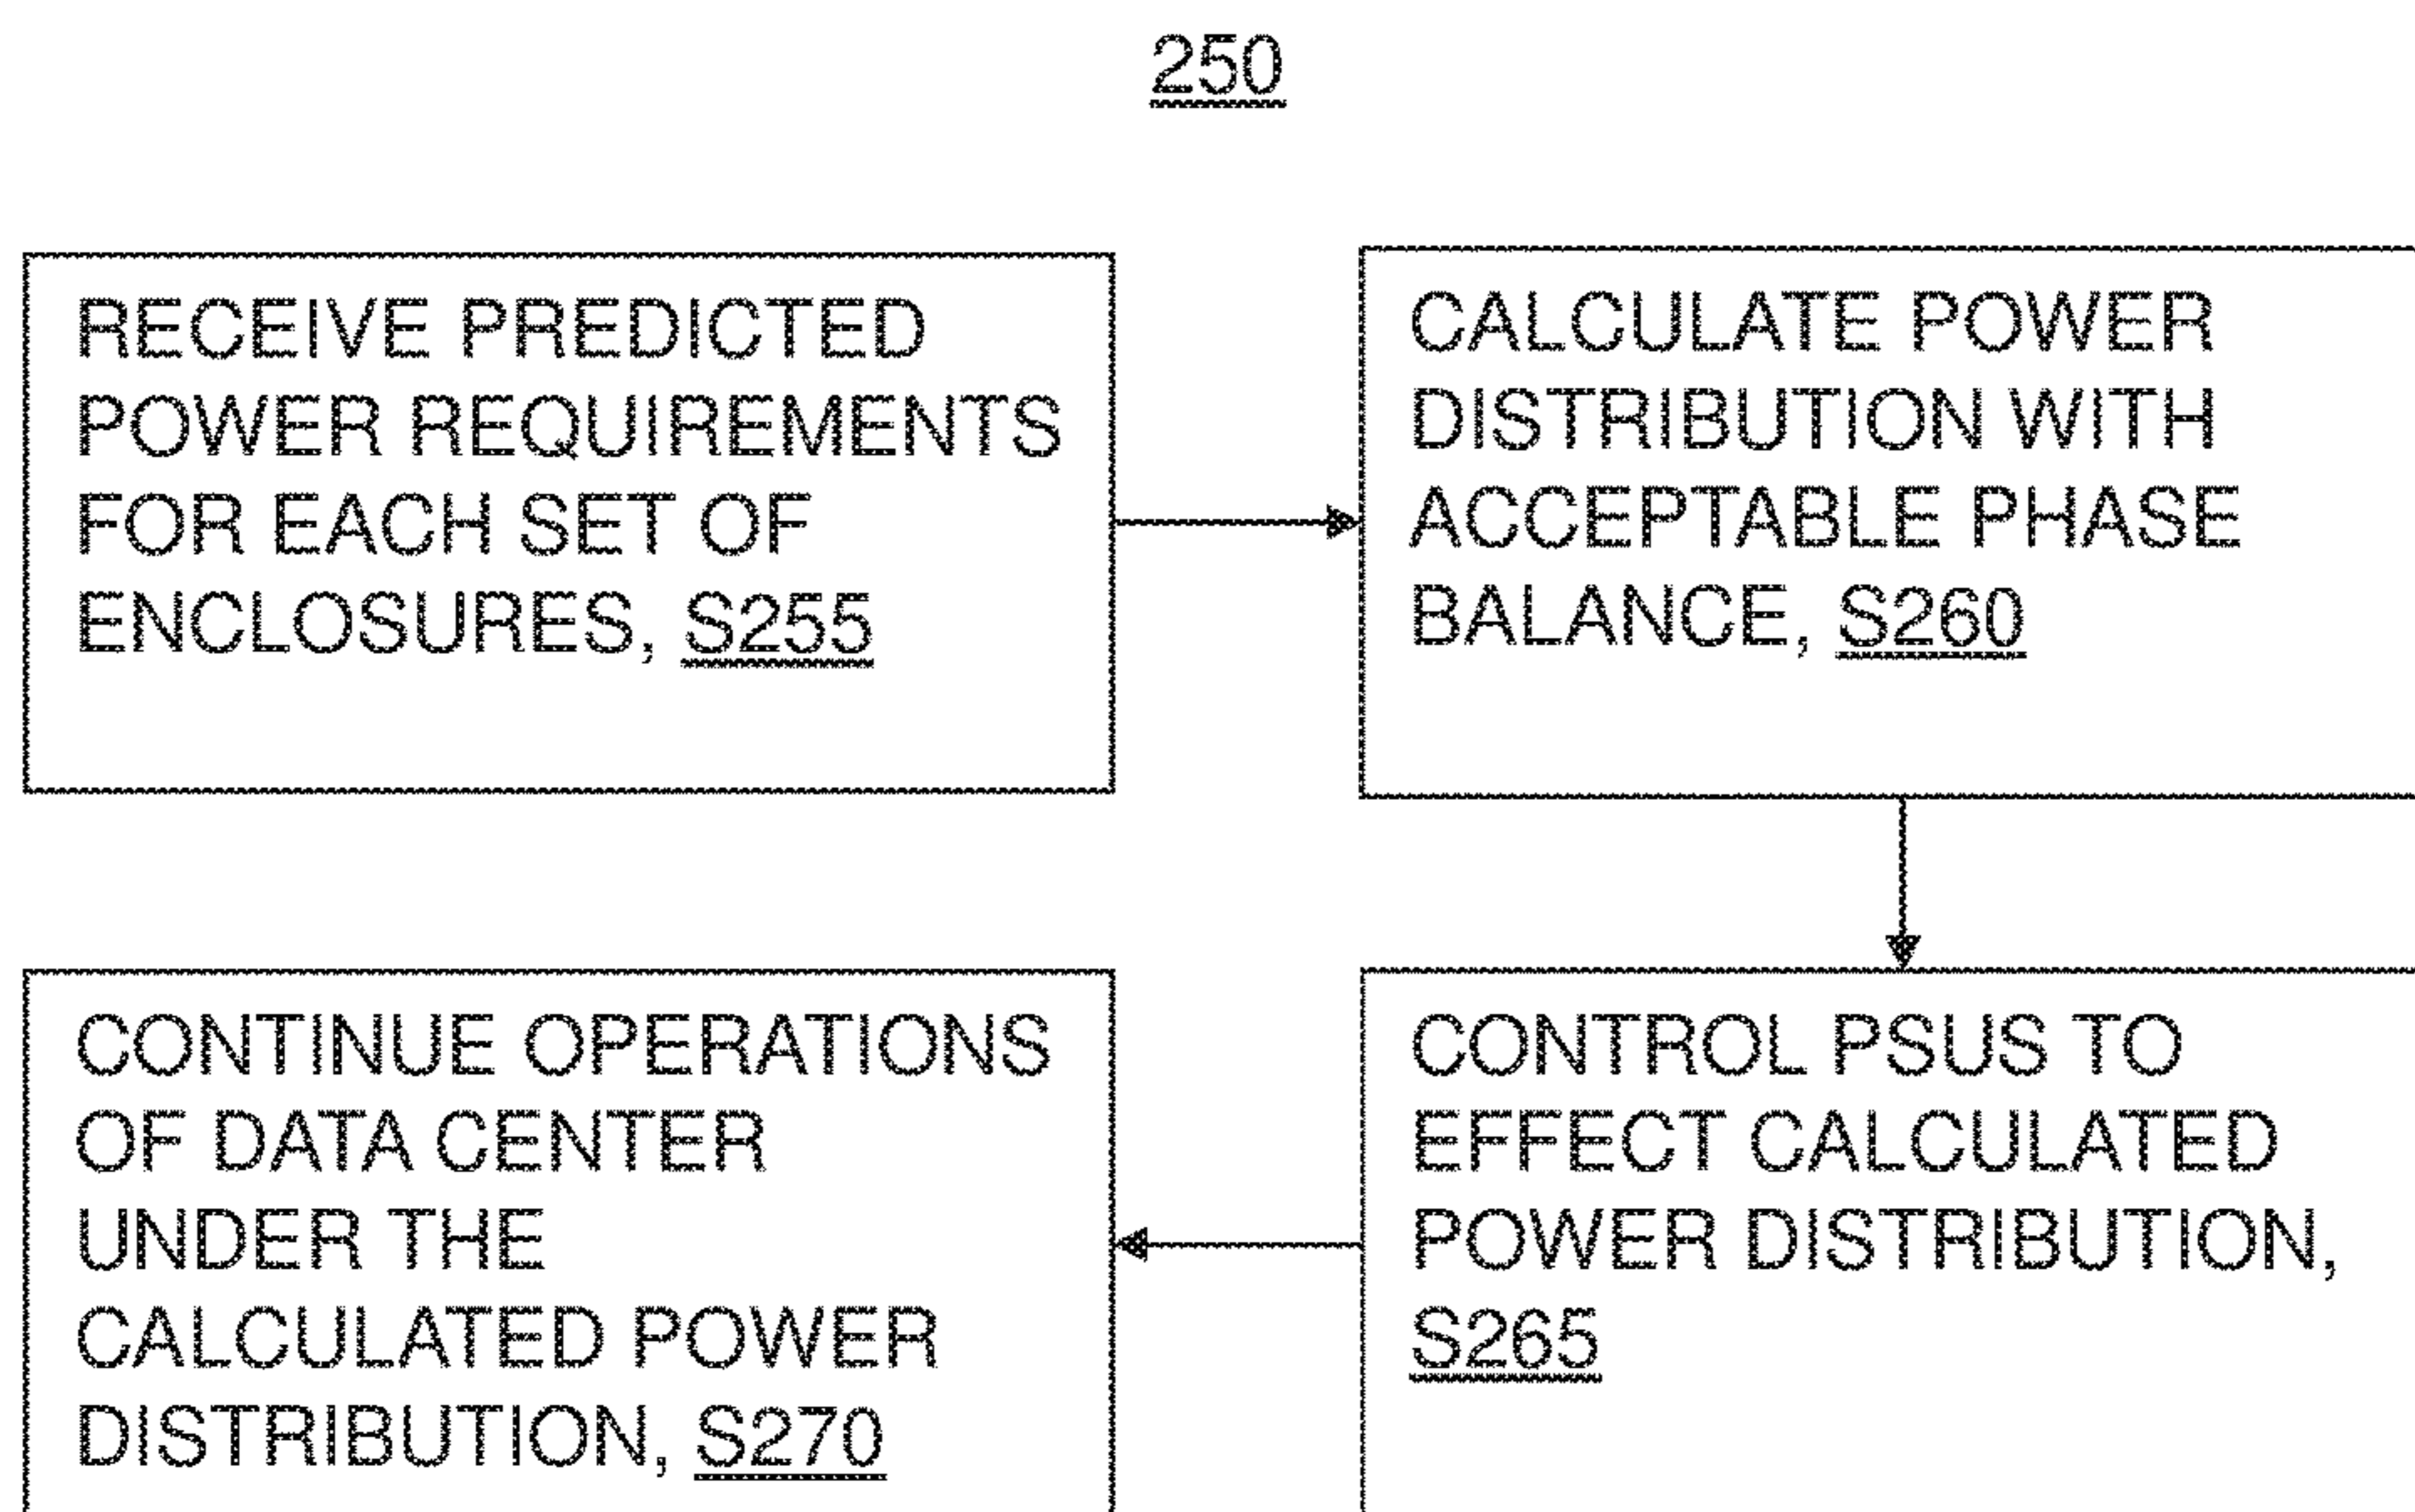 250
RECEIVE PREDICTED
POWER REQUIREMENTS
FOR EACH SET OF
ENCLOSURES, S255
CALCULATE POWER
DISTRIBUTION WITH
ACCEPTABLE PHASE
BALANCE, S260
CONTROL PSUS TO
EFFECT CALCULATED
POWER DISTRIBUTION,
S265
CONTINUE OPERATIONS
OF DATA CENTER
UNDER THE
CALCULATED POWER
DISTRIBUTION, S270